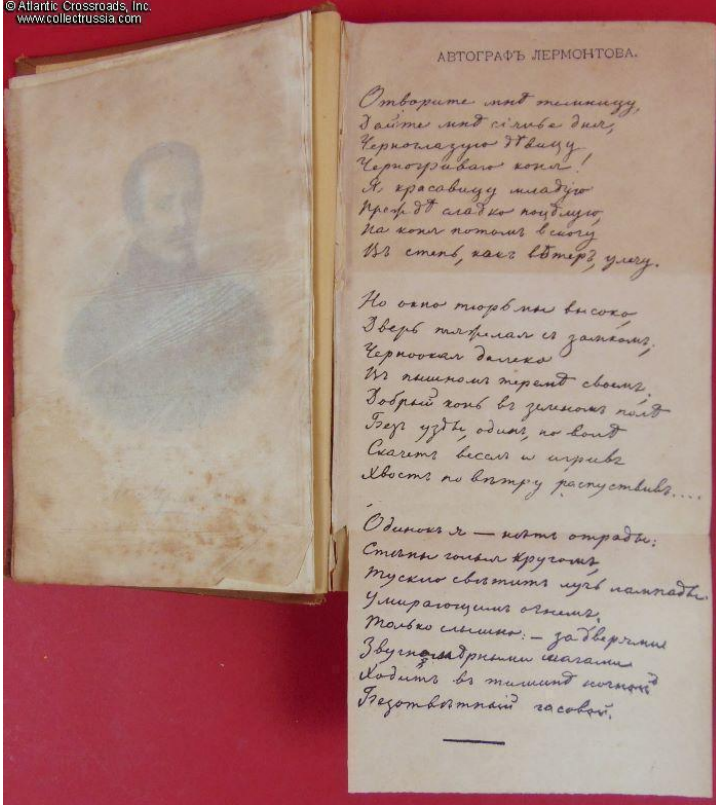 © Atlantic Crossroads, Inc.
www.collectrussia.com
АВТОГРАФЪ ЛЕРМОНТОВА.
Отворите мнѣ темницу,
Дайте мнѣ сіянье дня,
Черноглазую дѣвицу
Черногриваго коня!
Я красавицу младую
Прежде сладко поцѣлую,
На коня потомъ вскочу
Въ степь, какъ вѣтеръ, улечу.
Но окно тюрьмы высоко,
Дверь тяжелая съ замкомъ;
Черноокая далеко
Въ пышномъ теремѣ своемъ;
Добрый конь въ зеленомъ полѣ
Безъ узды, одинъ, по волѣ
Скачетъ веселъ и игривъ
Хвостъ по вѣтру распустивъ....
Одинокъ я — нѣтъ отрады:
Стѣны голыя кругомъ,
Тускло свѣтитъ лучъ лампады
Умирающимъ огнемъ.
Только слышно: — за дверями
Звучномѣрными шагами
Ходитъ въ тишинѣ ночной
Безотвѣтный часовой.